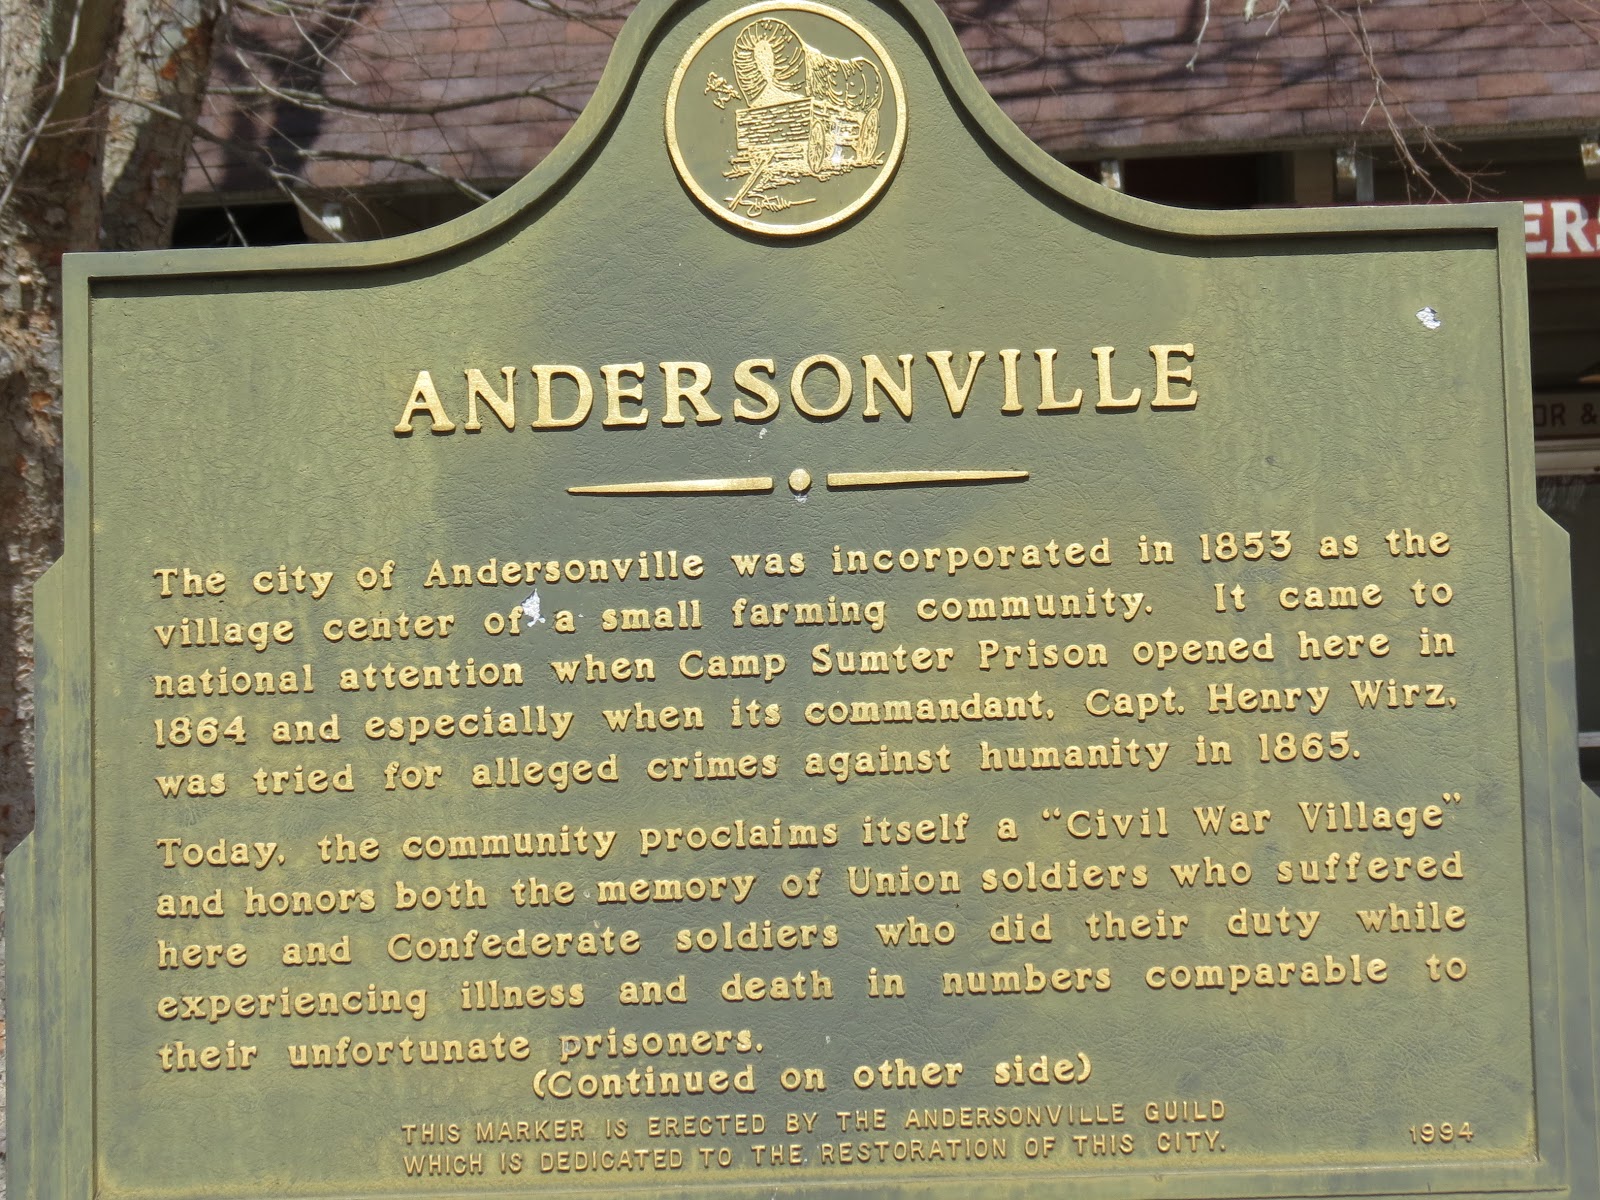 ANDERSONVILLE
The city of Andersonville was incorporated in 1853 as the
village center of a small farming community. It came to
national attention when Camp Sumter Prison opened here in
1864 and especially when its commandant, Capt. Henry Wirz,
was tried for alleged crimes against humanity in 1865.
Today, the community proclaims itself a "Civil War Village"
and honors both the memory of Union soldiers who suffered
here and Confederate soldiers who did their duty while
experiencing illness and death in numbers comparable to
their unfortunate prisoners.
(Continued on other side)
THIS MARKER IS ERECTED BY THE ANDERSONVILLE GUILD
WHICH IS DEDICATED TO THE RESTORATION OF THIS CITY.
1994